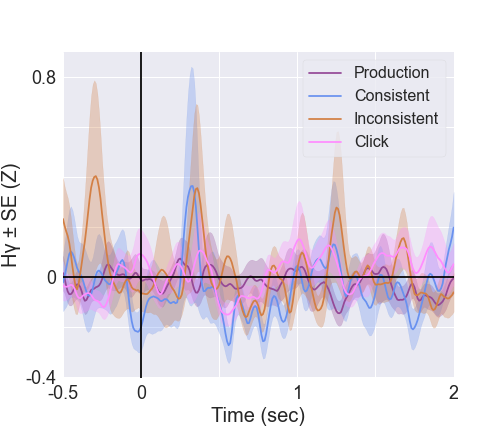 Production
Consistent
Inconsistent
Click
0.8
0
-0.4
Hγ ± SE (Z)
-0.5 0 1 2
Time (sec)